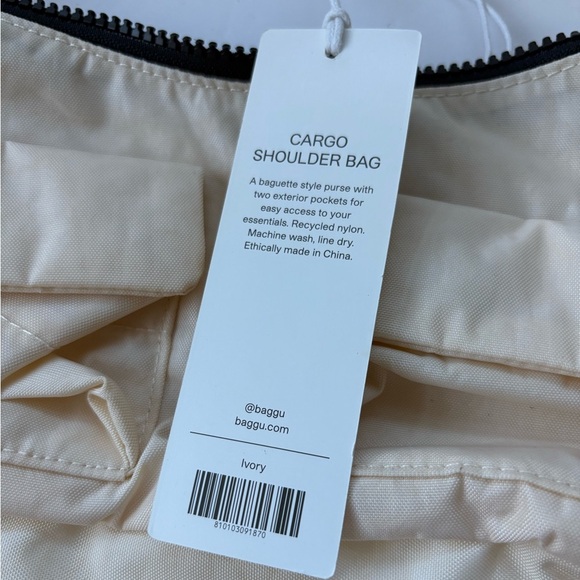 CARGO
SHOULDER BAG
A baguette style purse with
two exterior pockets for
easy access to your
essentials. Recycled nylon.
Machine wash, line dry.
Ethically made in China.
@baggu
baggu.com
Ivory
810103091870